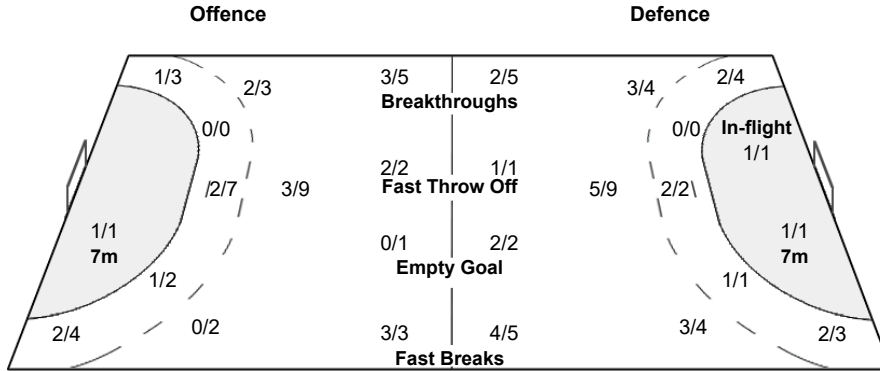 Offence Defence
1/3 3/5 2/5 2/4
2/3 3/4
Breakthroughs
0/0 0/0 In-flight
1/1
2/2 1/1
2/7 3/9 Fast Throw Off 5/9 2/2
1/1 0/1 2/2 1/1
7m Empty Goal 7m
1/2 1/1
2/4 0/2 3/3 4/5 3/4 2/3
Fast Breaks